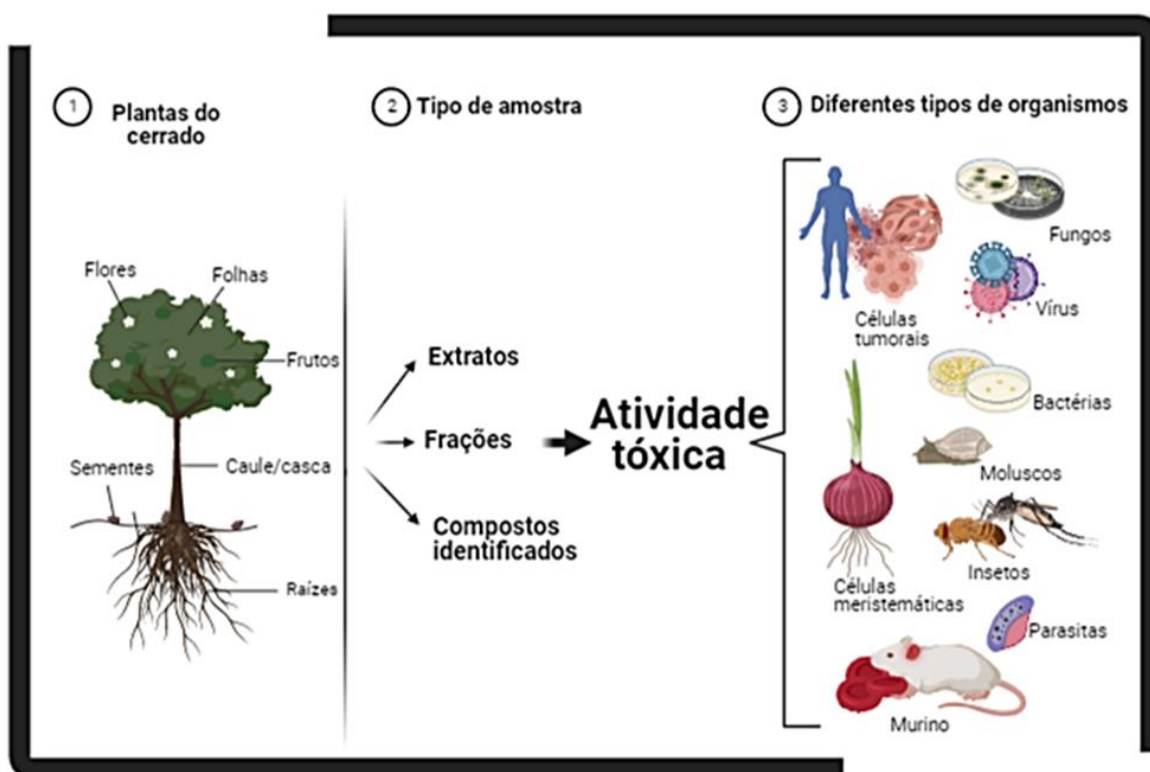 1
Plantas do
cerrado
Flores
Folhas
Frutos
Sementes
Caule/casca
Raízes
2
Tipo de amostra
Extratos
Frações
Compostos
identificados
Atividade
tóxica
3
Diferentes tipos de organismos
Células
tumorais
Fungos
Vírus
Bactérias
Moluscos
Insetos
Células
meristemáticas
Parasitas
Murino